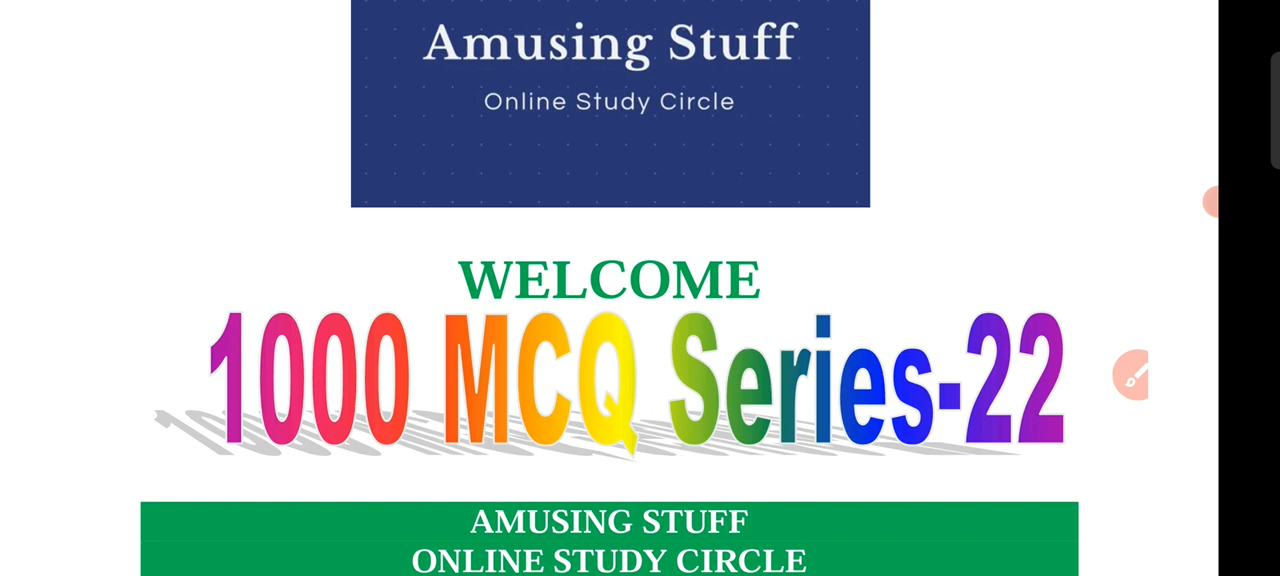 Amusing Stuff
Online Study Circle
WELCOME
1000 MCQ Series-22
AMUSING STUFF
ONLINE STUDY CIRCLE